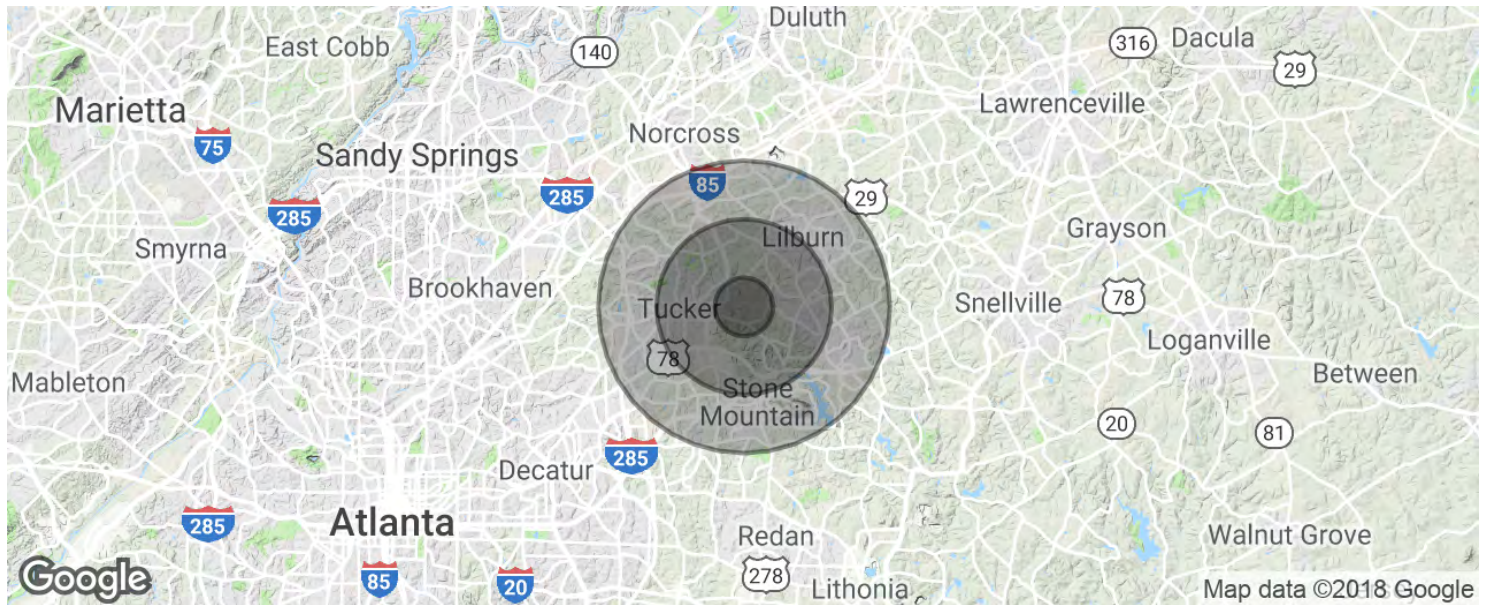 Duluth
East Cobb
140
316
Dacula
29
Marietta
Lawrenceville
75
Norcross
Sandy Springs
85
285
29
285
Grayson
Lilburn
Smyrna
Brookhaven
78
Snellville
Tucker
Loganville
78
Between
Mableton
Stone
Mountain
20
81
285
Decatur
285
Atlanta
Redan
Walnut Grove
278
85
20
Lithonia
Google
Map data ©2018 Google